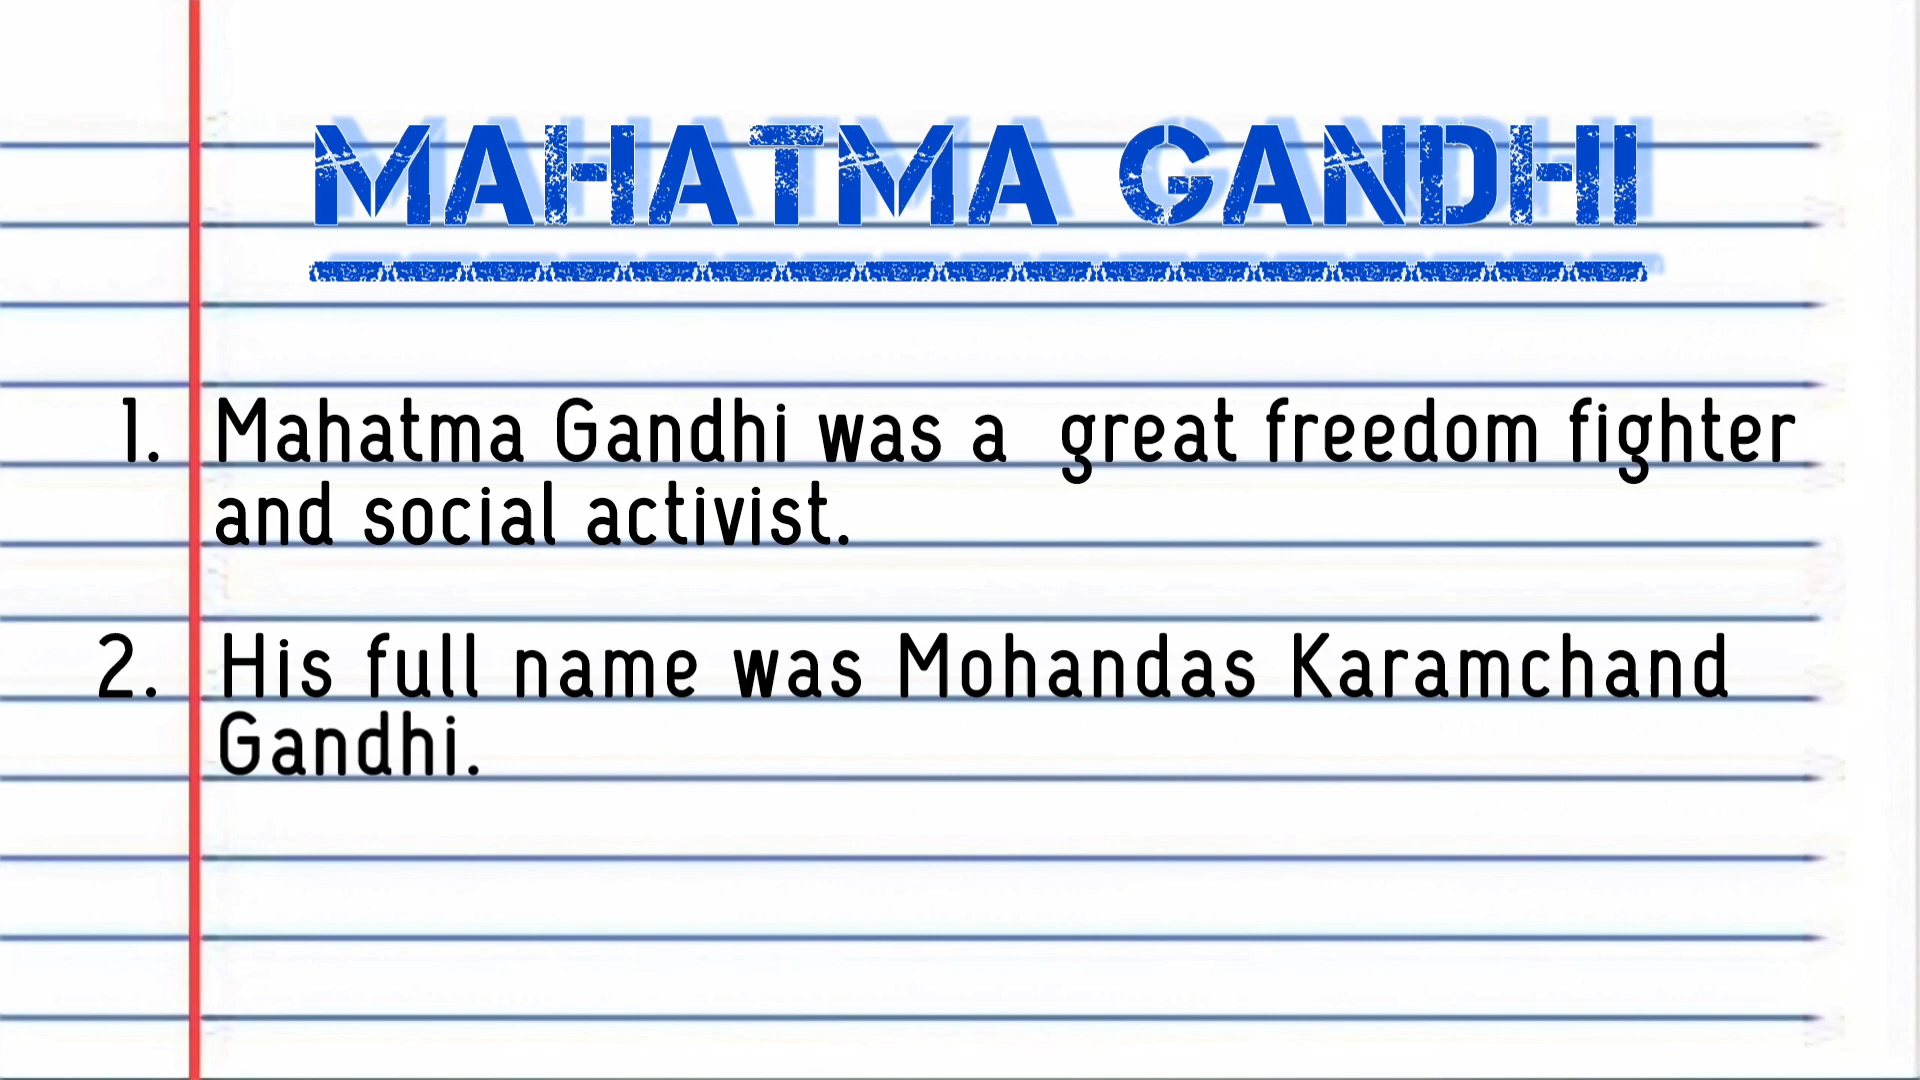 MAHATMA GANDHI
1. Mahatma Gandhi was a great freedom fighter
and social activist.
2. His full name was Mohandas Karamchand
Gandhi.